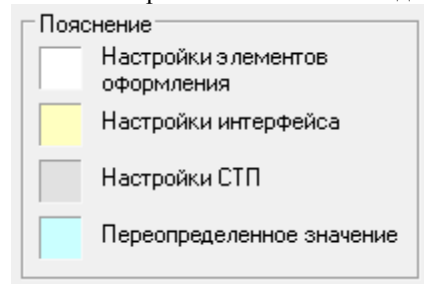 Пояснение
Настройки элементов
оформления
Настройки интерфейса
Настройки СТП
Переопределенное значение